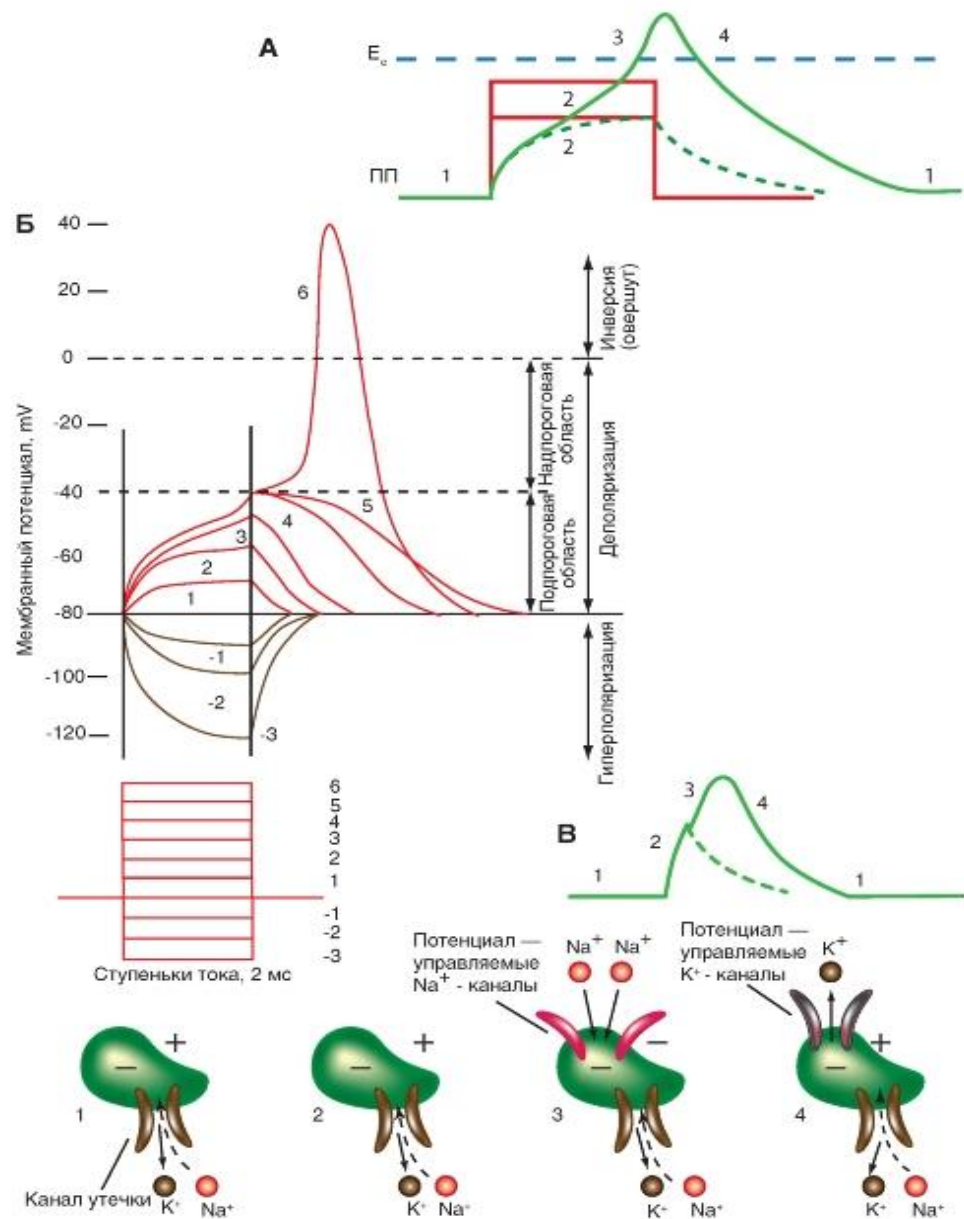 А
3
4
Eс
2
2
ПП
1
1
Б
Мембранный потенциал, mV
40
20
0
-20
-40
-60
-80
-100
-120
6
5
4
3
2
1
-1
-2
-3
Инверсия
(овершут)
Надпороговая
область
Подпороговая
область
Деполяризация
Гиперполяризация
6
5
4
3
2
1
-1
-2
-3
Ступеньки тока, 2 мс
В
1
2
3
4
1
Потенциал —
управляемые
Na⁺ - каналы
Na⁺ Na⁺
Потенциал —
управляемые
K⁺ - каналы
K⁺
+
–
1
Канал утечки
K⁺ Na⁺
+
–
2
K⁺ Na⁺
–
–
3
K⁺ Na⁺
–
+
4
K⁺ Na⁺